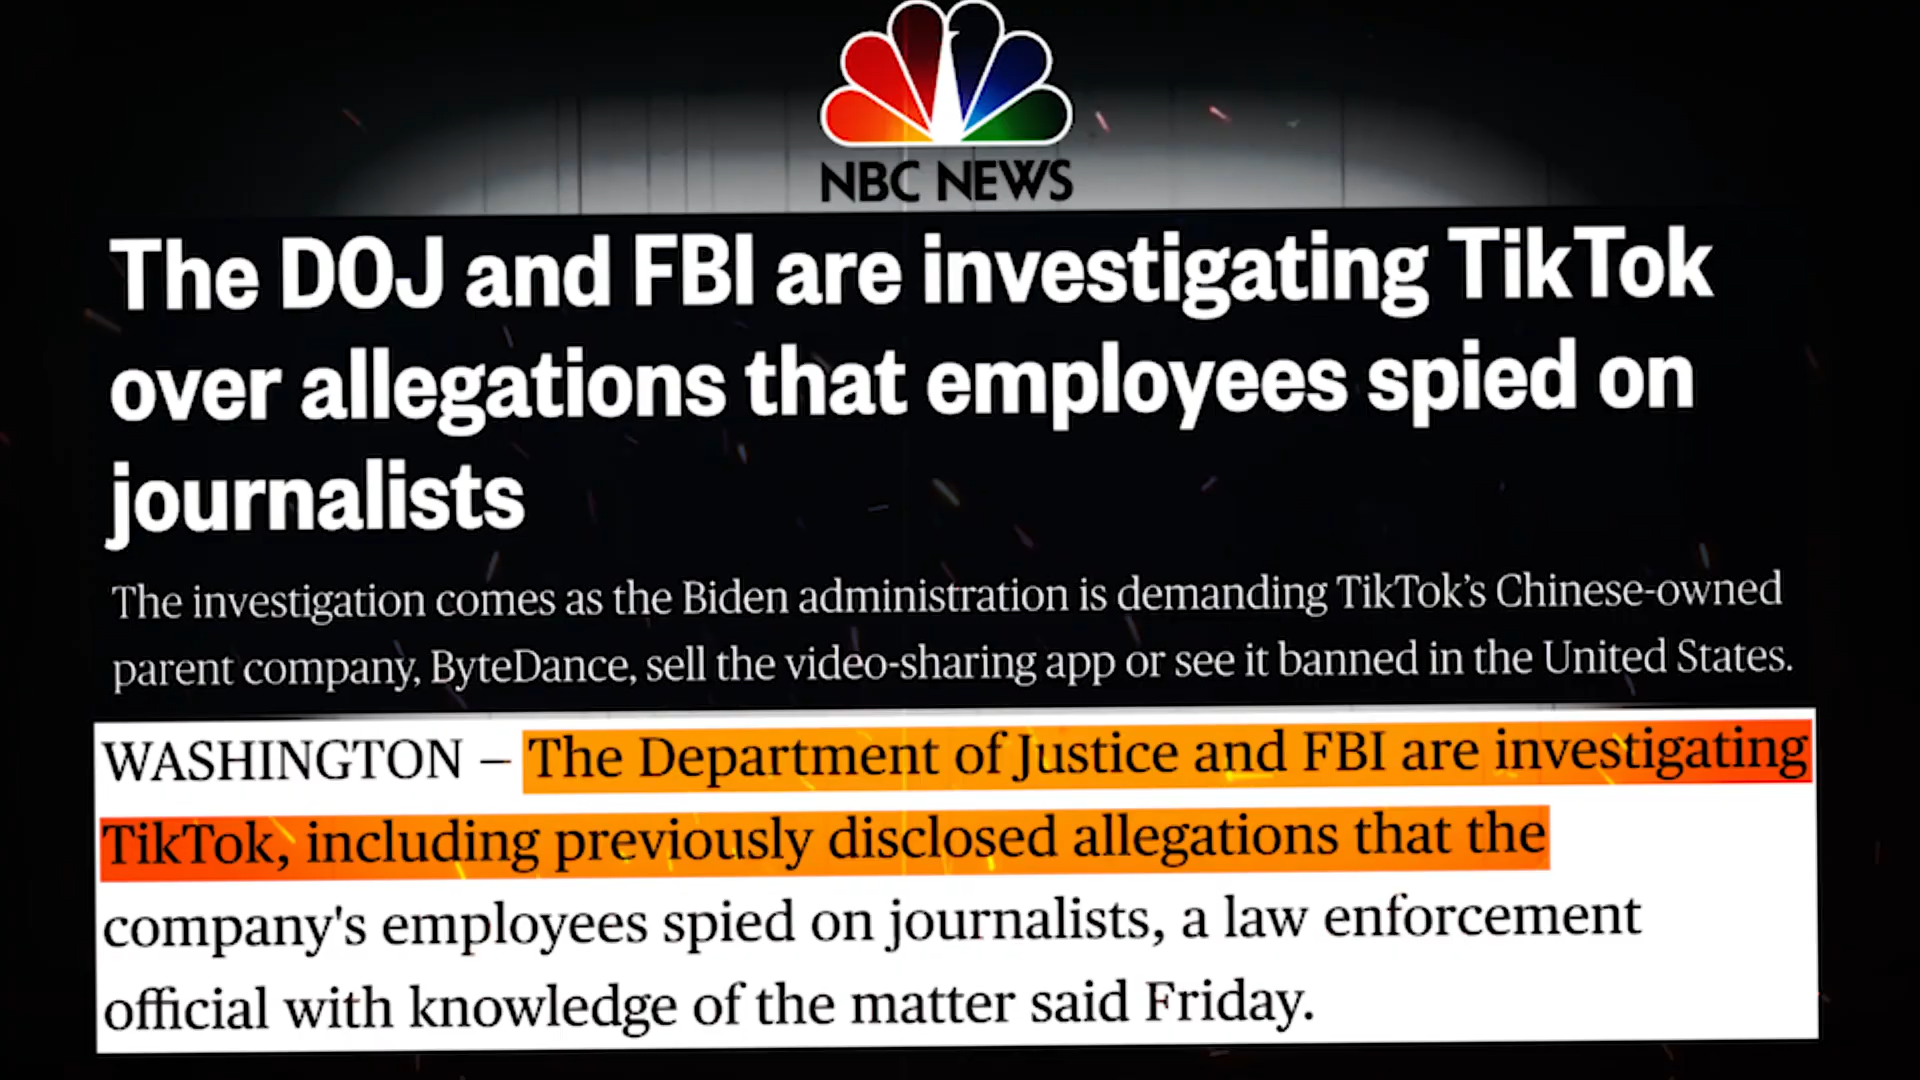 NBC NEWS
The DOJ and FBI are investigating TikTok
over allegations that employees spied on
journalists
The investigation comes as the Biden administration is demanding TikTok’s Chinese-owned
parent company, ByteDance, sell the video-sharing app or see it banned in the United States.
WASHINGTON — The Department of Justice and FBI are investigating
TikTok, including previously disclosed allegations that the
company's employees spied on journalists, a law enforcement
official with knowledge of the matter said Friday.